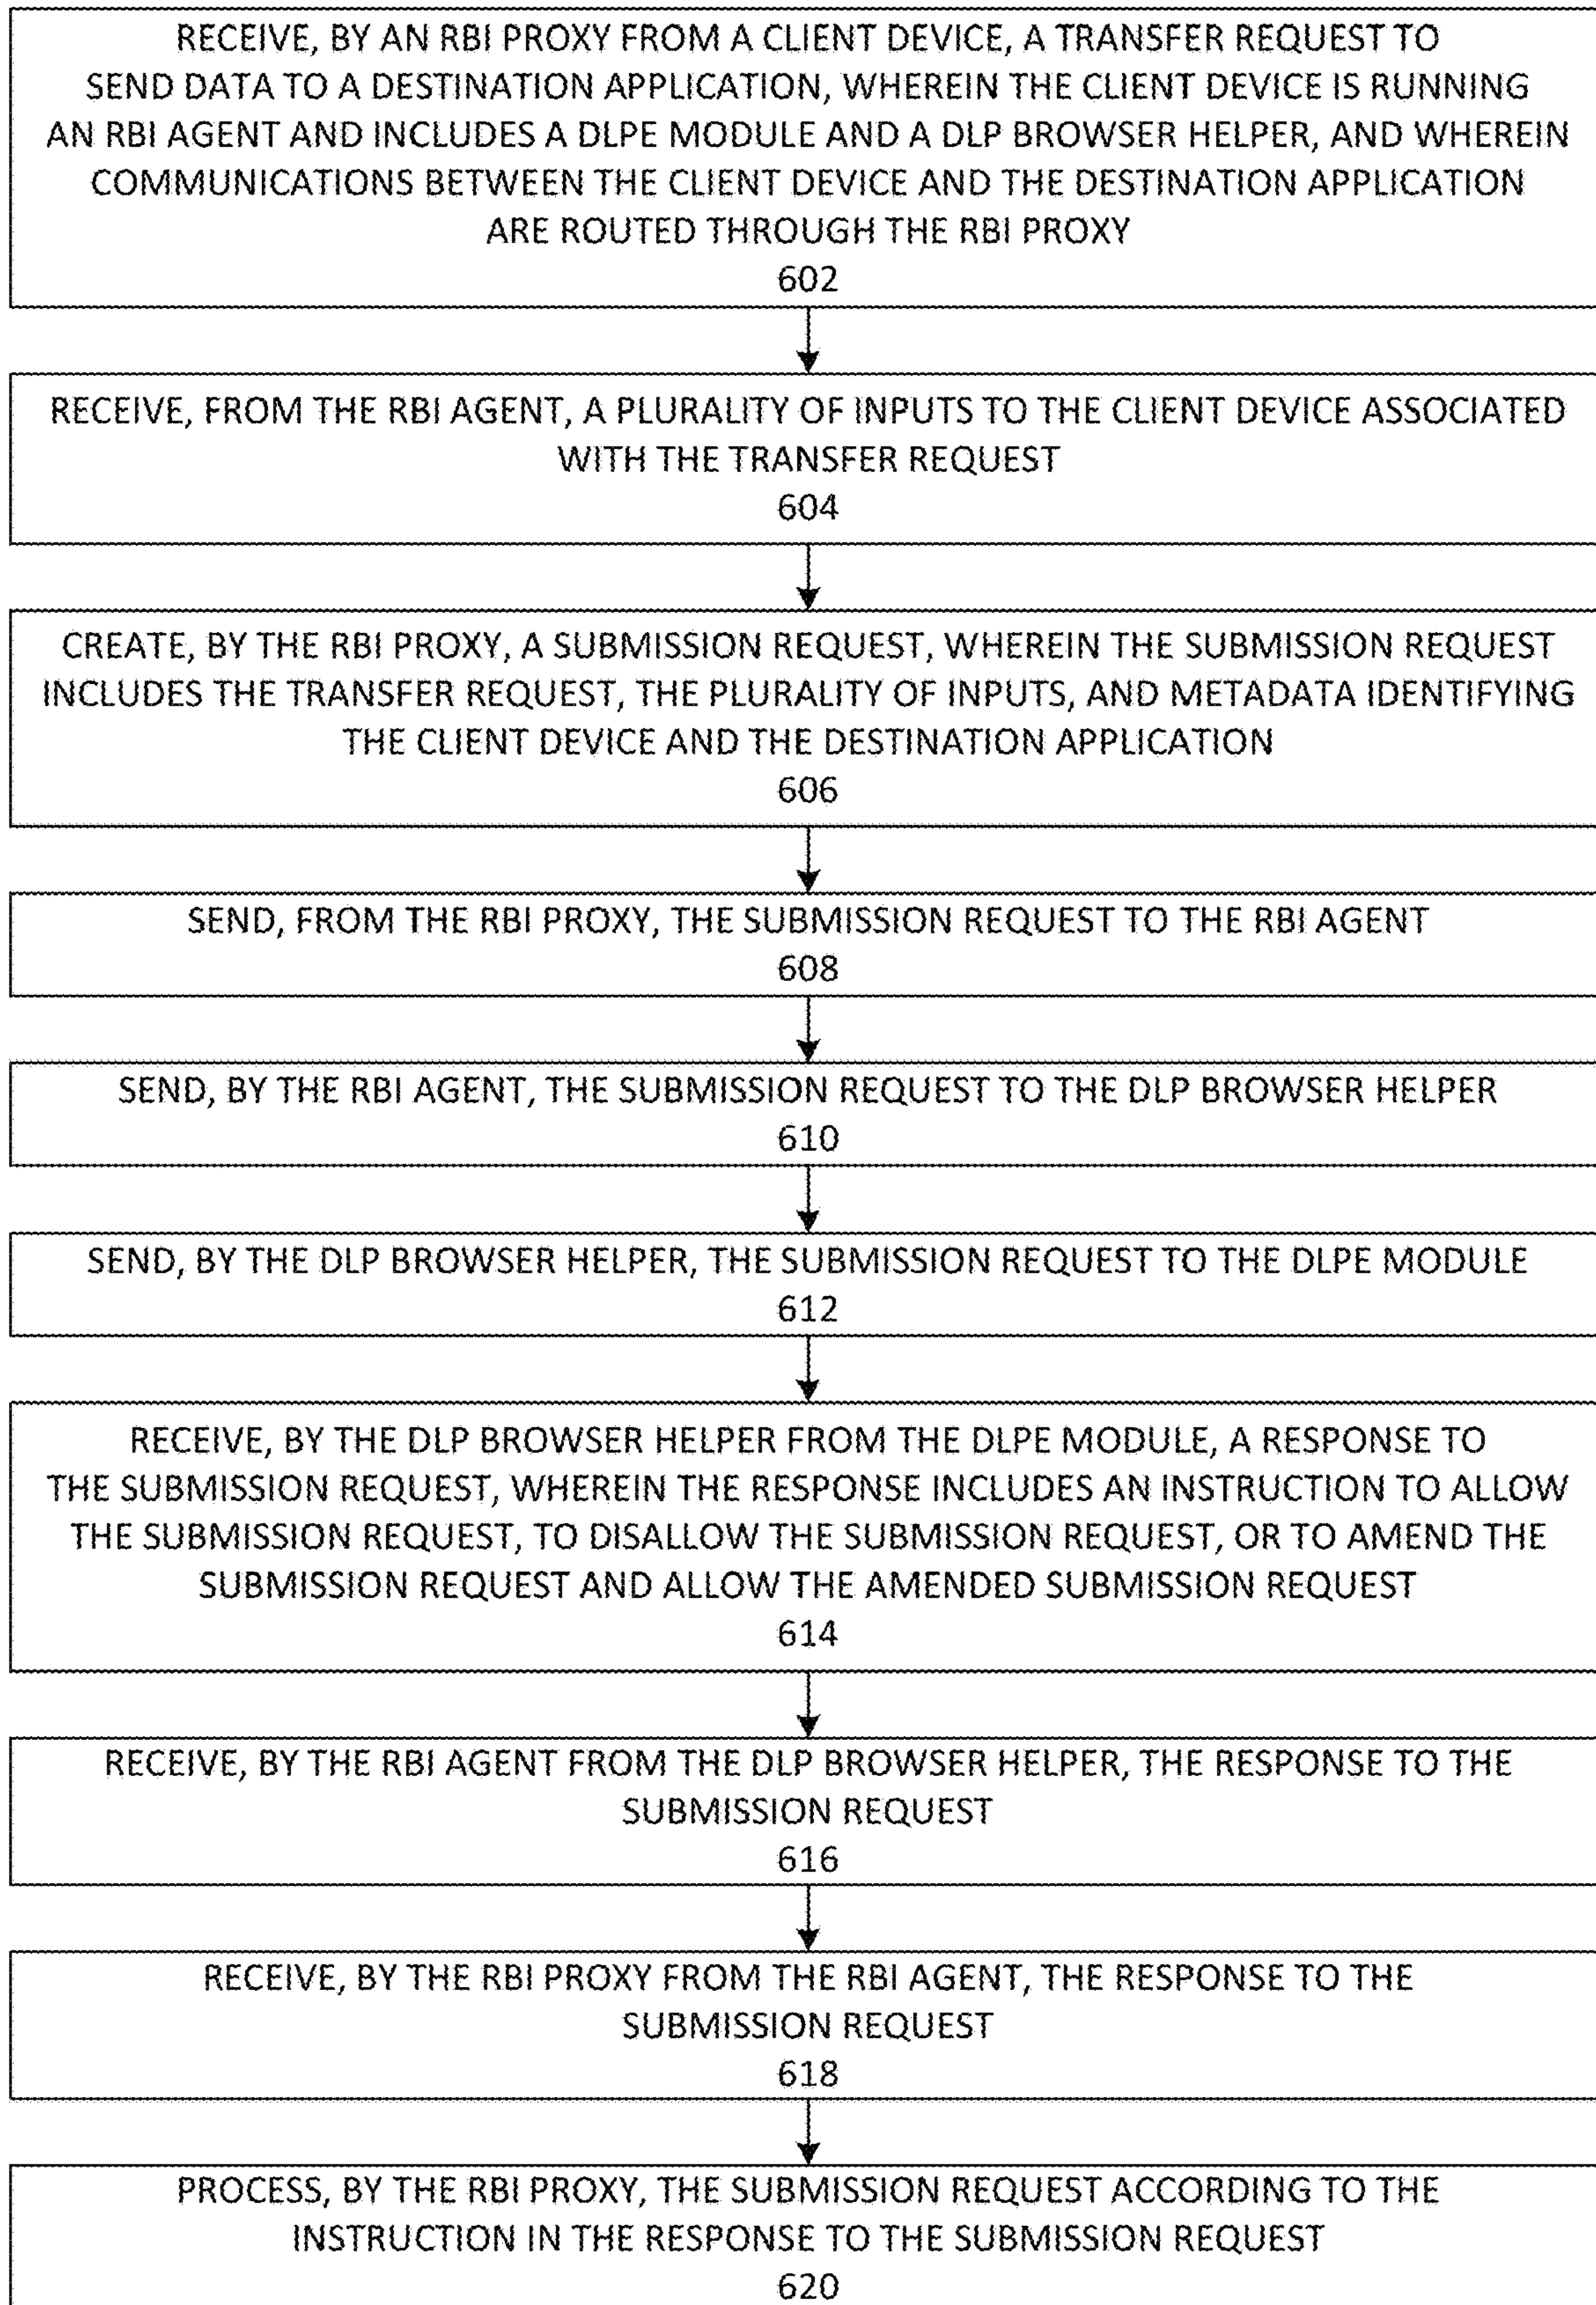 RECEIVE, BY AN RBI PROXY FROM A CLIENT DEVICE, A TRANSFER REQUEST TO
SEND DATA TO A DESTINATION APPLICATION, WHEREIN THE CLIENT DEVICE IS RUNNING
AN RBI AGENT AND INCLUDES A DLPE MODULE AND A DLP BROWSER HELPER, AND WHEREIN
COMMUNICATIONS BETWEEN THE CLIENT DEVICE AND THE DESTINATION APPLICATION
ARE ROUTED THROUGH THE RBI PROXY
602
RECEIVE, FROM THE RBI AGENT, A PLURALITY OF INPUTS TO THE CLIENT DEVICE ASSOCIATED
WITH THE TRANSFER REQUEST
604
CREATE, BY THE RBI PROXY, A SUBMISSION REQUEST, WHEREIN THE SUBMISSION REQUEST
INCLUDES THE TRANSFER REQUEST, THE PLURALITY OF INPUTS, AND METADATA IDENTIFYING
THE CLIENT DEVICE AND THE DESTINATION APPLICATION
606
SEND, FROM THE RBI PROXY, THE SUBMISSION REQUEST TO THE RBI AGENT
608
SEND, BY THE RBI AGENT, THE SUBMISSION REQUEST TO THE DLP BROWSER HELPER
610
SEND, BY THE DLP BROWSER HELPER, THE SUBMISSION REQUEST TO THE DLPE MODULE
612
RECEIVE, BY THE DLP BROWSER HELPER FROM THE DLPE MODULE, A RESPONSE TO
THE SUBMISSION REQUEST, WHEREIN THE RESPONSE INCLUDES AN INSTRUCTION TO ALLOW
THE SUBMISSION REQUEST, TO DISALLOW THE SUBMISSION REQUEST, OR TO AMEND THE
SUBMISSION REQUEST AND ALLOW THE AMENDED SUBMISSION REQUEST
614
RECEIVE, BY THE RBI AGENT FROM THE DLP BROWSER HELPER, THE RESPONSE TO THE
SUBMISSION REQUEST
616
RECEIVE, BY THE RBI PROXY FROM THE RBI AGENT, THE RESPONSE TO THE
SUBMISSION REQUEST
618
PROCESS, BY THE RBI PROXY, THE SUBMISSION REQUEST ACCORDING TO THE
INSTRUCTION IN THE RESPONSE TO THE SUBMISSION REQUEST
620